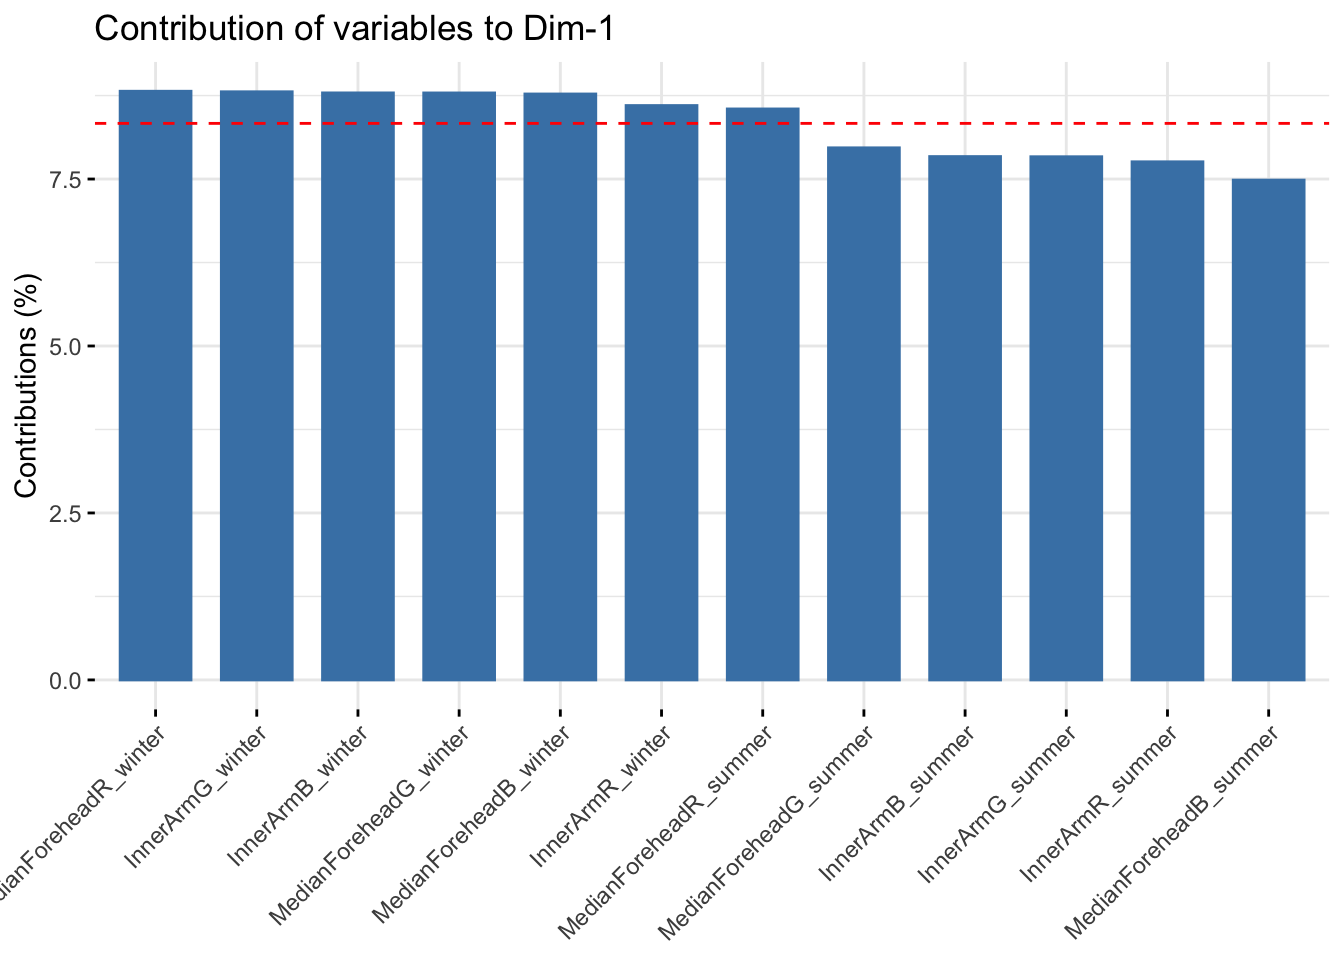 Contribution of variables to Dim-1
Contributions (%)
7.5
5.0
2.5
0.0
dianForeheadR_winter
InnerArmG_winter
InnerArmB_winter
MedianForeheadG_winter
MedianForeheadB_winter
InnerArmR_winter
MedianForeheadR_summer
MedianForeheadG_summer
InnerArmB_summer
InnerArmG_summer
InnerArmR_summer
MedianForeheadB_summer